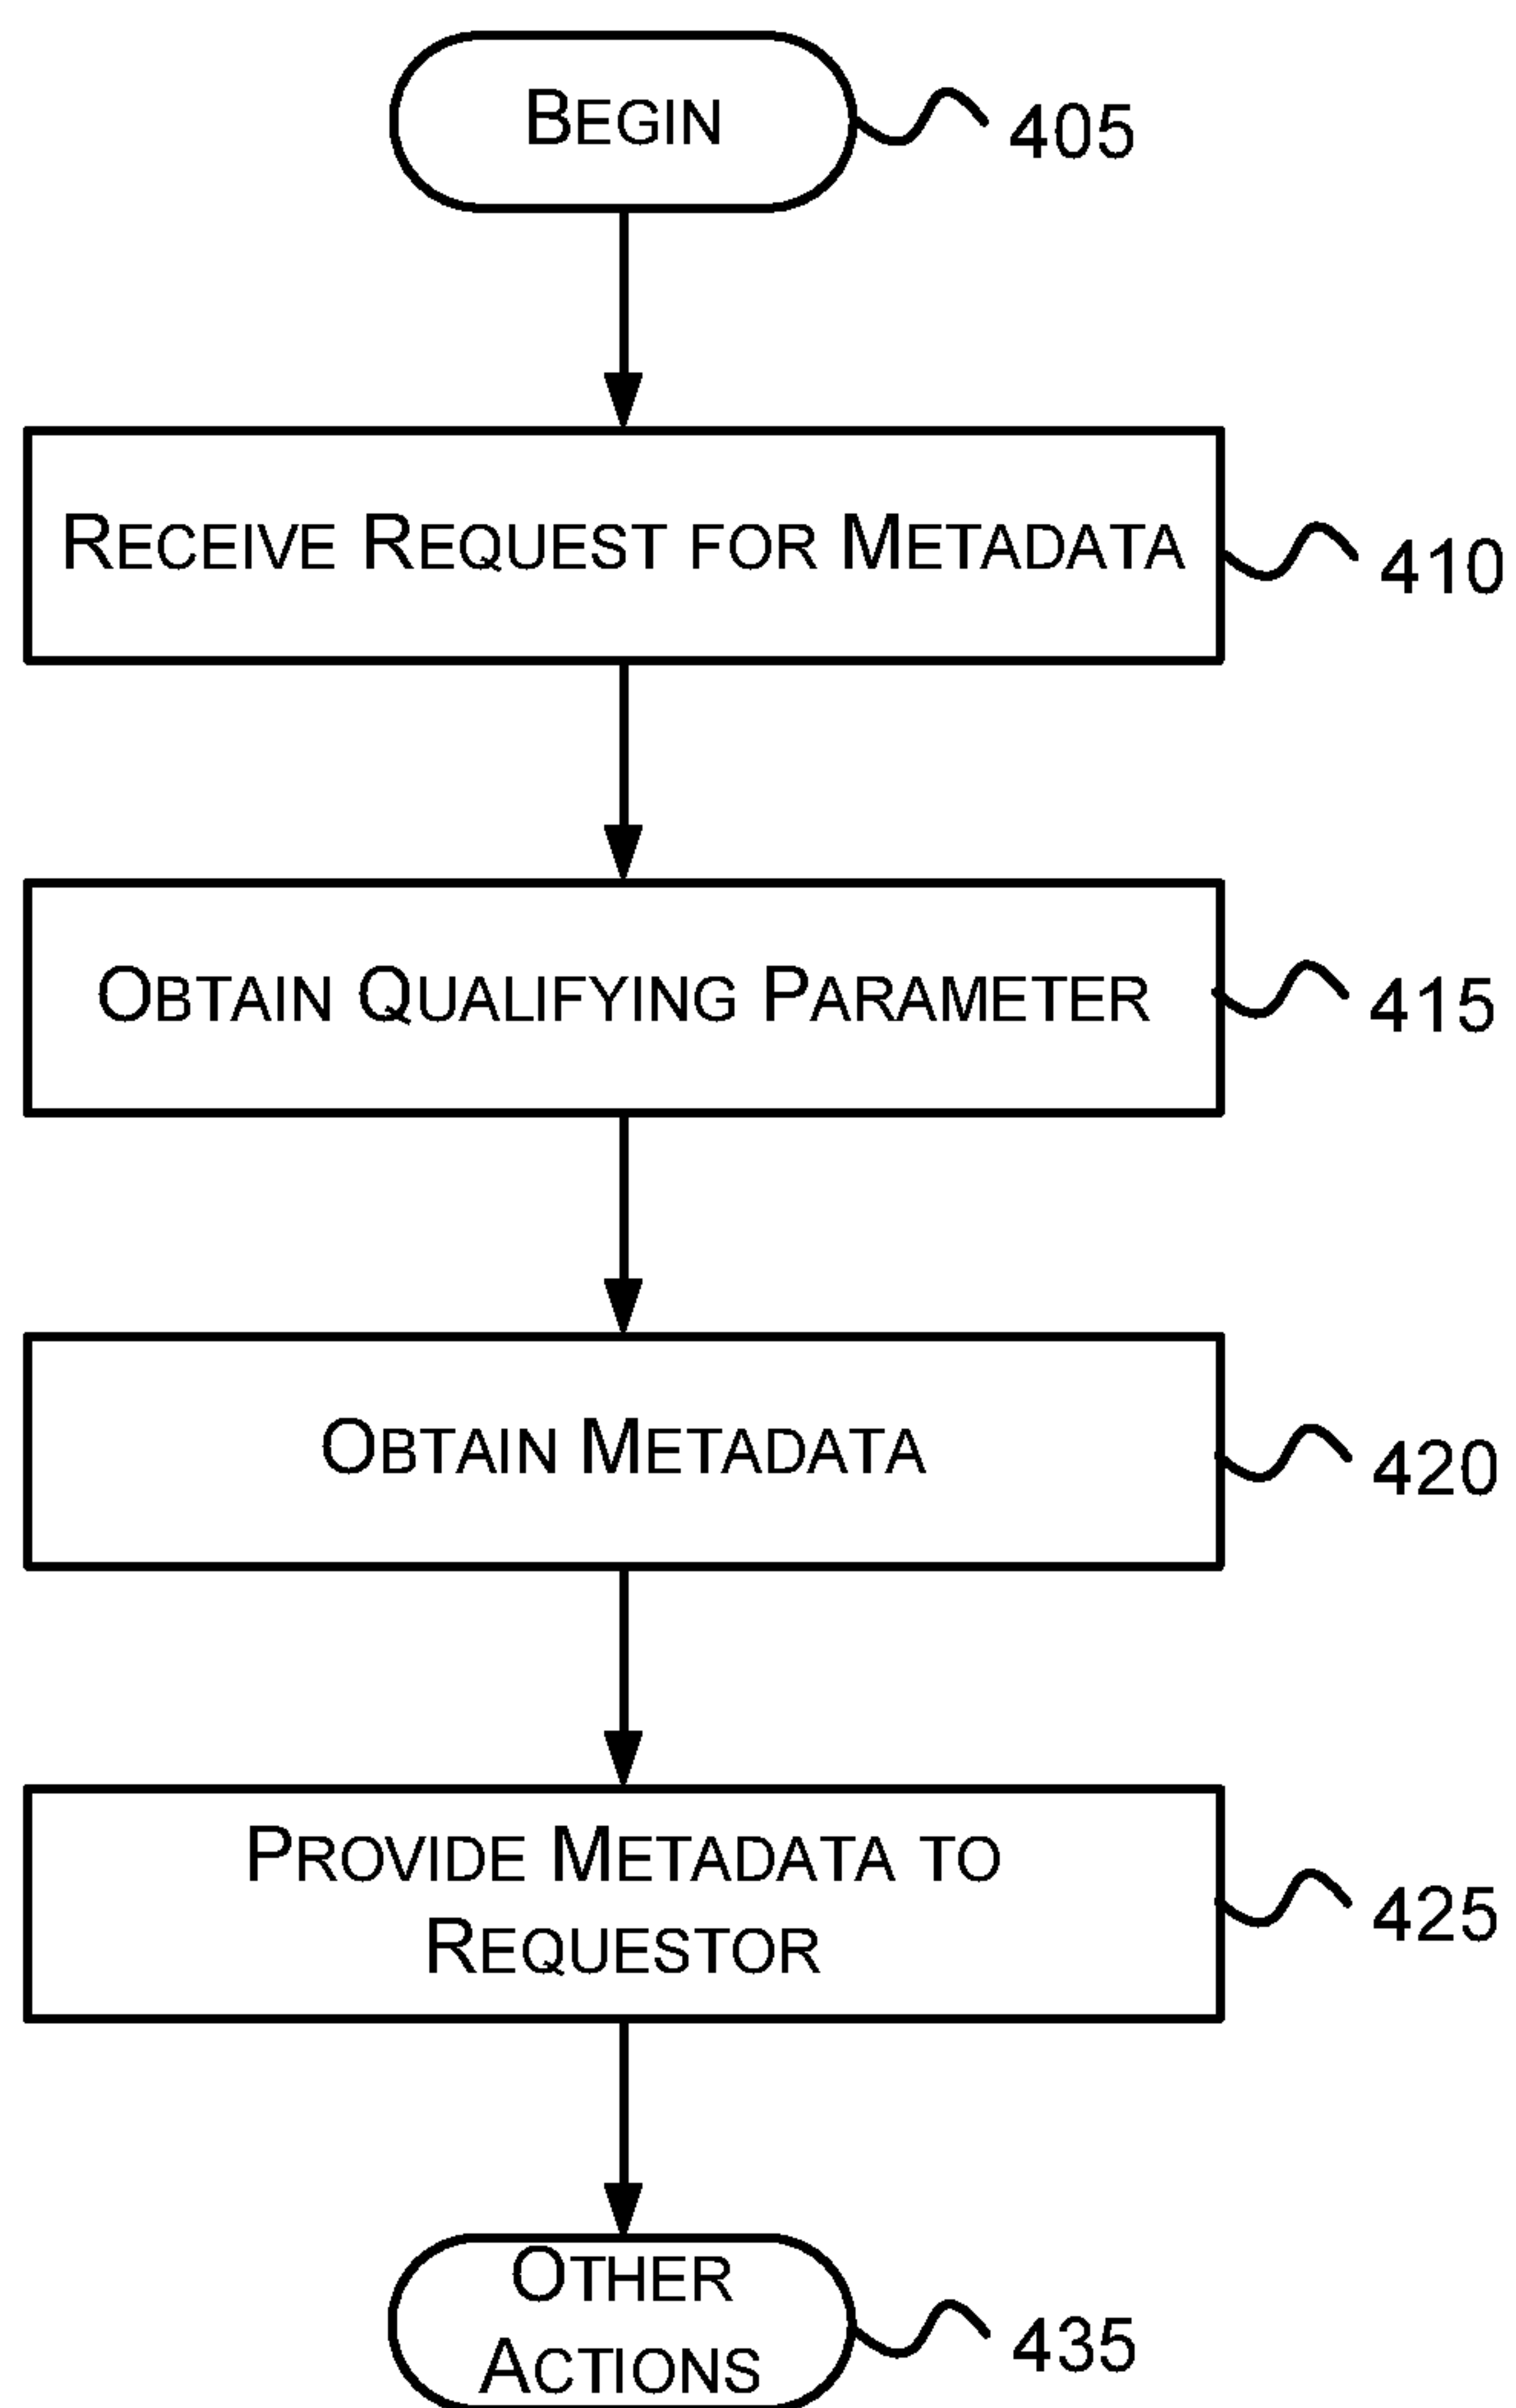 BEGIN
405
RECEIVE REQUEST FOR METADATA
410
OBTAIN QUALIFYING PARAMETER
415
OBTAIN METADATA
420
PROVIDE METADATA TO
REQUESTOR
425
OTHER
ACTIONS
435